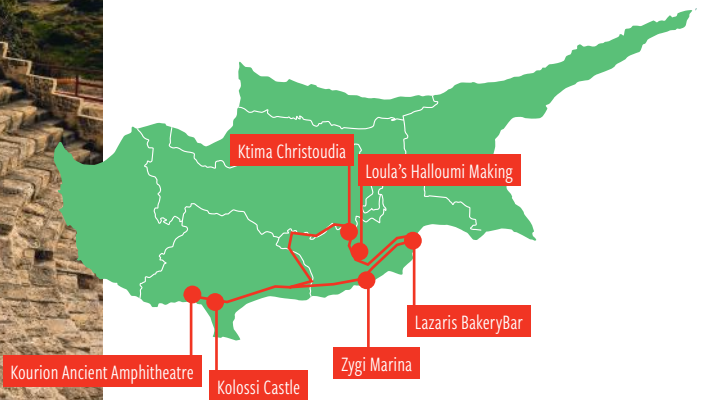 Ktima Christoudia
Loula's Halloumi Making
Lazaris BakeryBar
Zygi Marina
Kourion Ancient Amphitheatre
Kolossi Castle